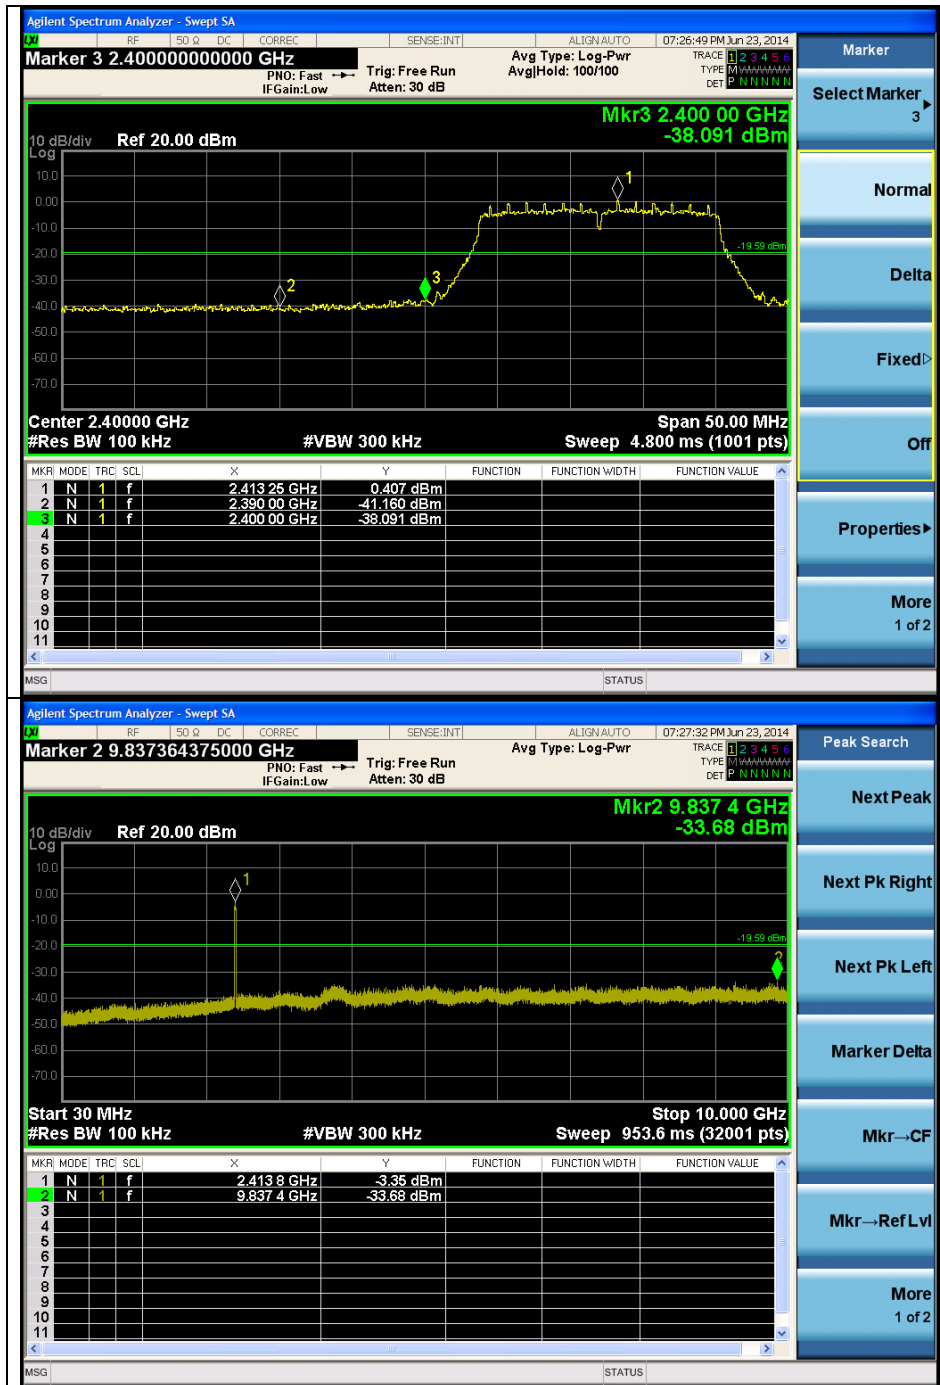 Agilent Spectrum Analyzer - Swept SA
LXI RF 50 Ω DC CORREC SENSE:INT ALIGN AUTO 07:26:49 PM Jun 23, 2014
Marker 3 2.400000000000 GHz
PNO: Fast
IFGain:Low
Trig: Free Run
Atten: 30 dB
Avg Type: Log-Pwr
Avg|Hold: 100/100
TRACE 1 2 3 4 5 6
TYPE M W W W W W
DET P N N N N N
Mkr3 2.400 00 GHz
-38.091 dBm
10 dB/div Ref 20.00 dBm
Log
10.0
0.00
-10.0
-20.0
-30.0
-40.0
-50.0
-60.0
-70.0
1
2
3
-19.59 dBm
Center 2.40000 GHz Span 50.00 MHz
#Res BW 100 kHz #VBW 300 kHz Sweep 4.800 ms (1001 pts)
MKR MODE TRC SCL X Y FUNCTION FUNCTION WIDTH FUNCTION VALUE
1 N 1 f 2.413 25 GHz 0.407 dBm
2 N 1 f 2.390 00 GHz -41.160 dBm
3 N 1 f 2.400 00 GHz -38.091 dBm
4
5
6
7
8
9
10
11
MSG STATUS
Marker
Select Marker
3
Normal
Delta
Fixed
Off
Properties
More
1 of 2
Agilent Spectrum Analyzer - Swept SA
LXI RF 50 Ω DC CORREC SENSE:INT ALIGN AUTO 07:27:32 PM Jun 23, 2014
Marker 2 9.837364375000 GHz
PNO: Fast
IFGain:Low
Trig: Free Run
Atten: 30 dB
Avg Type: Log-Pwr
TRACE 1 2 3 4 5 6
TYPE M W W W W W
DET P N N N N N
Mkr2 9.837 4 GHz
-33.68 dBm
10 dB/div Ref 20.00 dBm
Log
10.0
0.00
-10.0
-20.0
-30.0
-40.0
-50.0
-60.0
-70.0
1
2
-19.59 dBm
Start 30 MHz Stop 10.000 GHz
#Res BW 100 kHz #VBW 300 kHz Sweep 953.6 ms (32001 pts)
MKR MODE TRC SCL X Y FUNCTION FUNCTION WIDTH FUNCTION VALUE
1 N 1 f 2.413 8 GHz -3.35 dBm
2 N 1 f 9.837 4 GHz -33.68 dBm
3
4
5
6
7
8
9
10
11
MSG STATUS
Peak Search
Next Peak
Next Pk Right
Next Pk Left
Marker Delta
Mkr→CF
Mkr→Ref Lvl
More
1 of 2